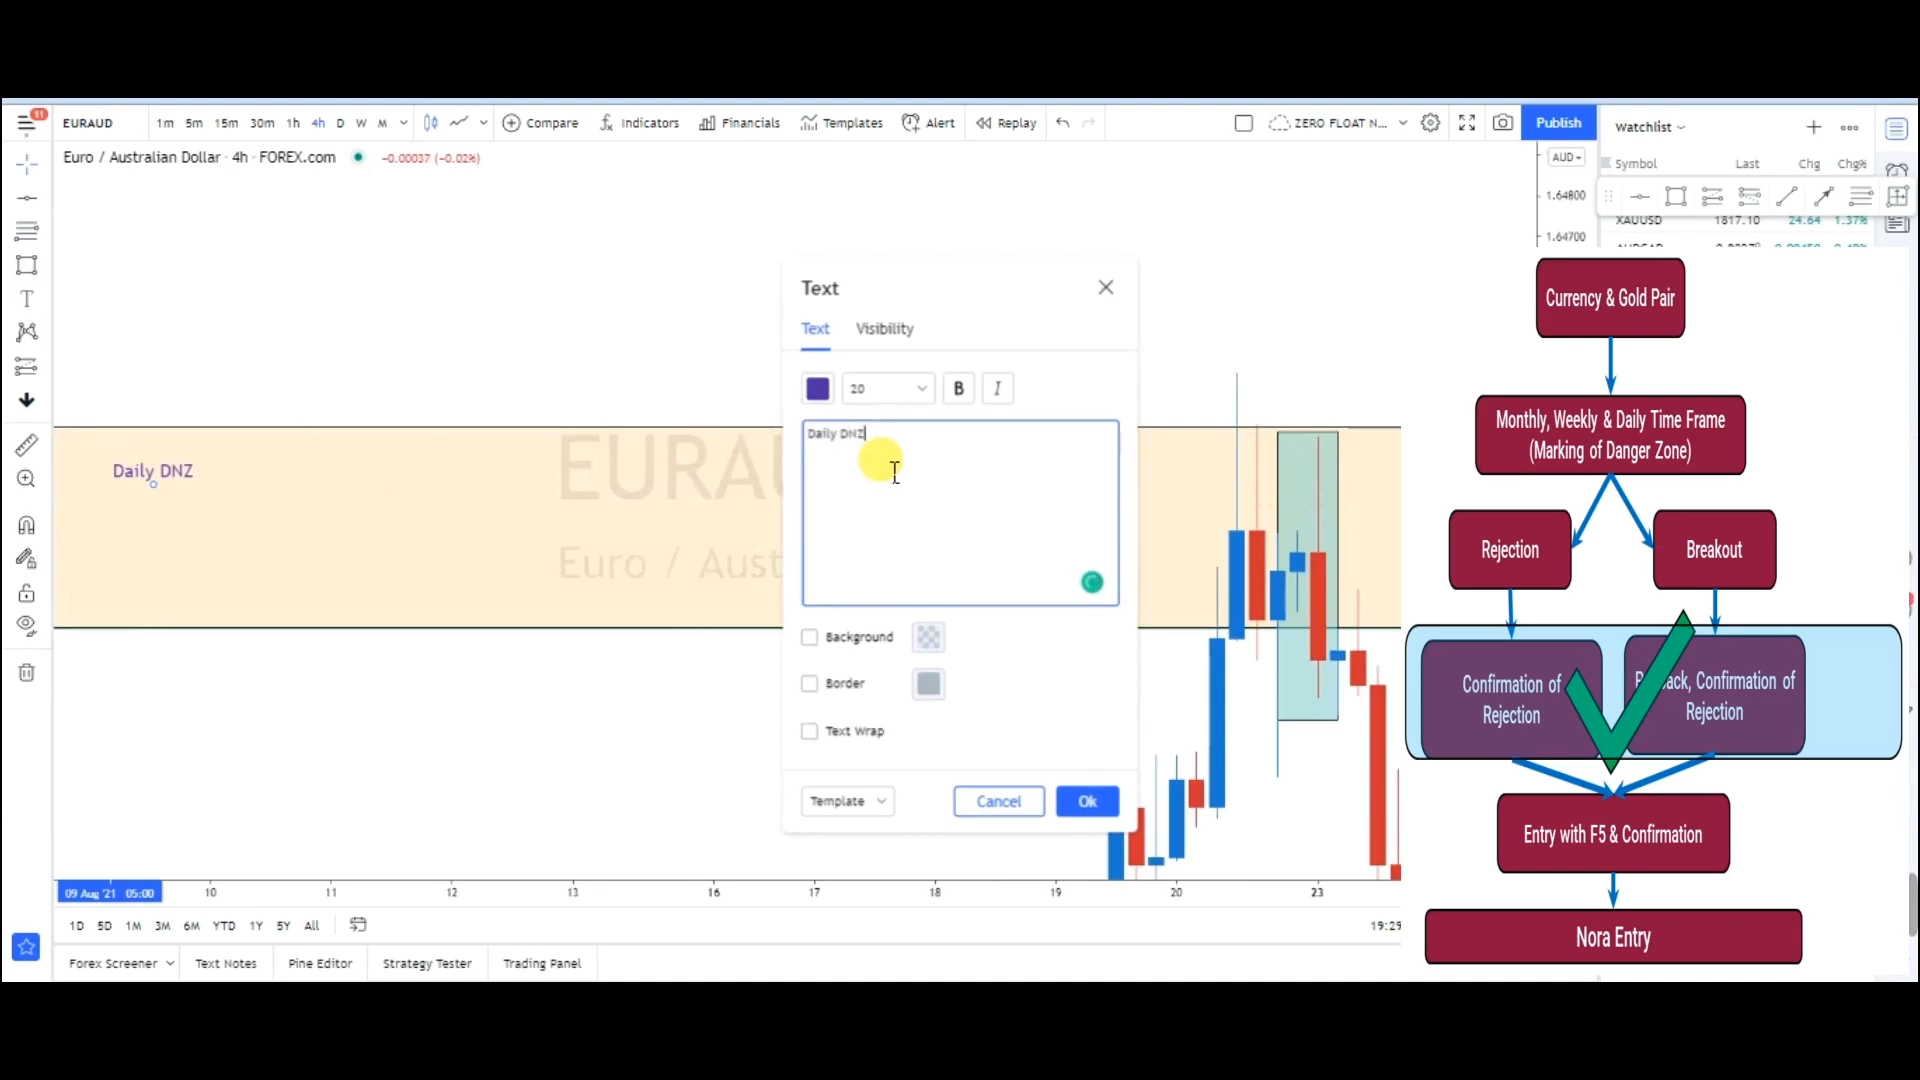 11
EURAUD
1m 5m 15m 30m 1h 4h D W M
Compare
Indicators
Financials
Templates
Alert
Replay
ZERO FLOAT N...
Publish
Watchlist
Euro / Australian Dollar · 4h · FOREX.com
-0.00037 (-0.02%)
AUD
Symbol Last Chg Chg%
1.64800
XAUUSD 1817.10 24.64 1.37%
1.64700
Text
Text Visibility
20
B I
Daily DNZ
Daily DNZ
EURAU
Euro / Aust
Background
Border
Text Wrap
Template
Cancel
Ok
Currency & Gold Pair
Monthly, Weekly & Daily Time Frame
(Marking of Danger Zone)
Rejection
Breakout
Confirmation of
Rejection
Confirmation of
Rejection
Entry with F5 & Confirmation
Nora Entry
09 Aug '21 05:00
10 11 12 13 16 17 18 19 20 23
1D 5D 1M 3M 6M YTD 1Y 5Y All
19:29
Forex Screener
Text Notes
Pine Editor
Strategy Tester
Trading Panel